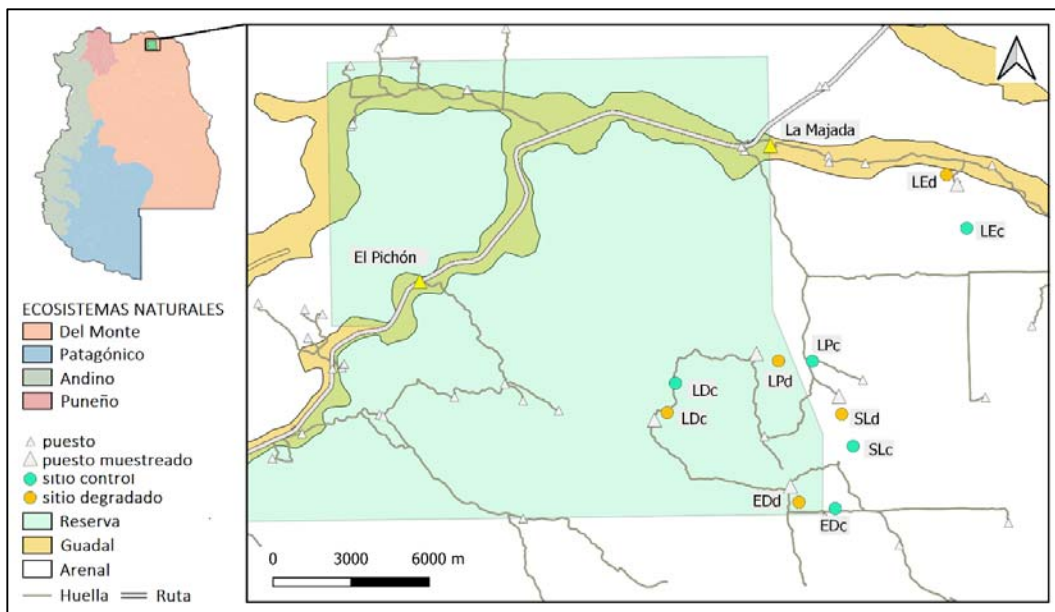 ECOSISTEMAS NATURALES
Del Monte
Patagónico
Andino
Puneño
puesto
puesto muestreado
sitio control
sitio degradado
Reserva
Guadal
Arenal
Huella Ruta
La Majada
LEd
LEc
El Pichón
LPc
LPd
LDc
LDc
SLd
SLc
EDd
EDc
0 3000 6000 m